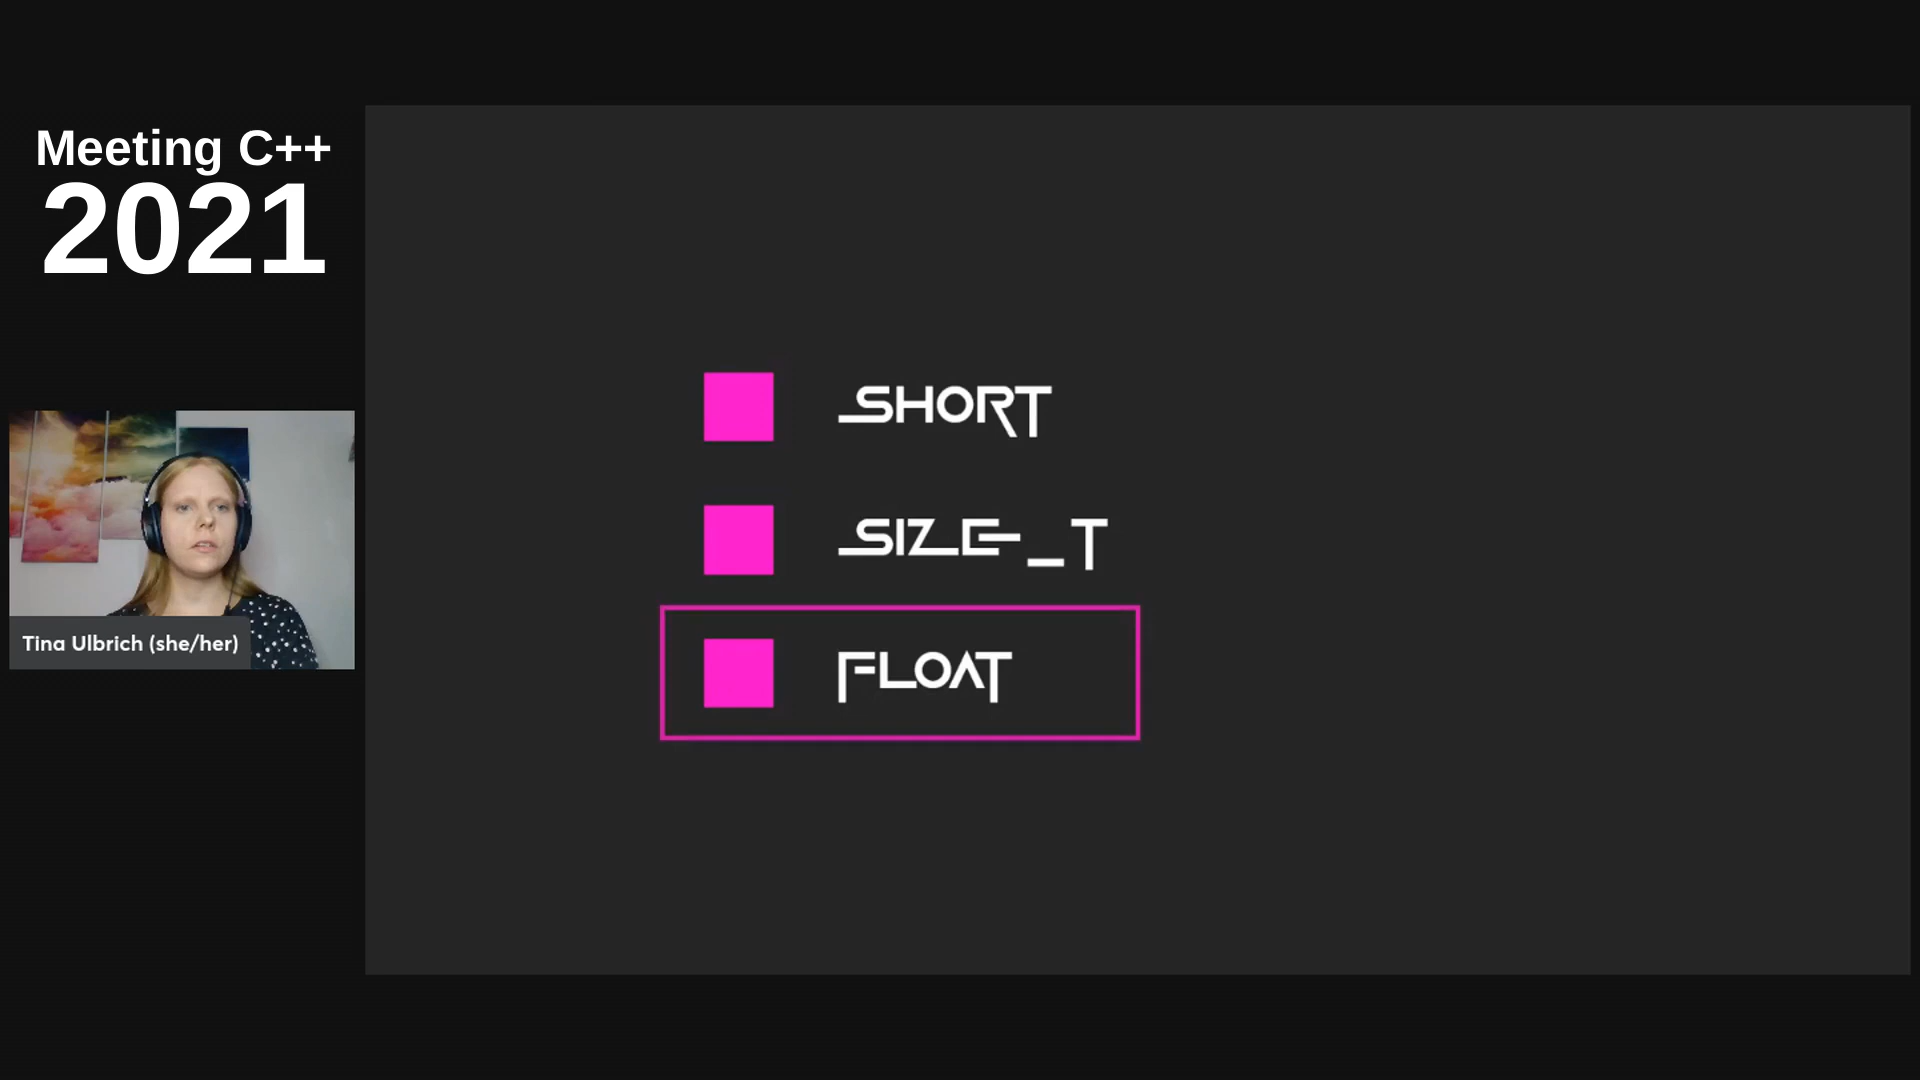 Meeting C++
2021
Tina Ulbrich (she/her)
SHORT
SIZE_T
FLOAT